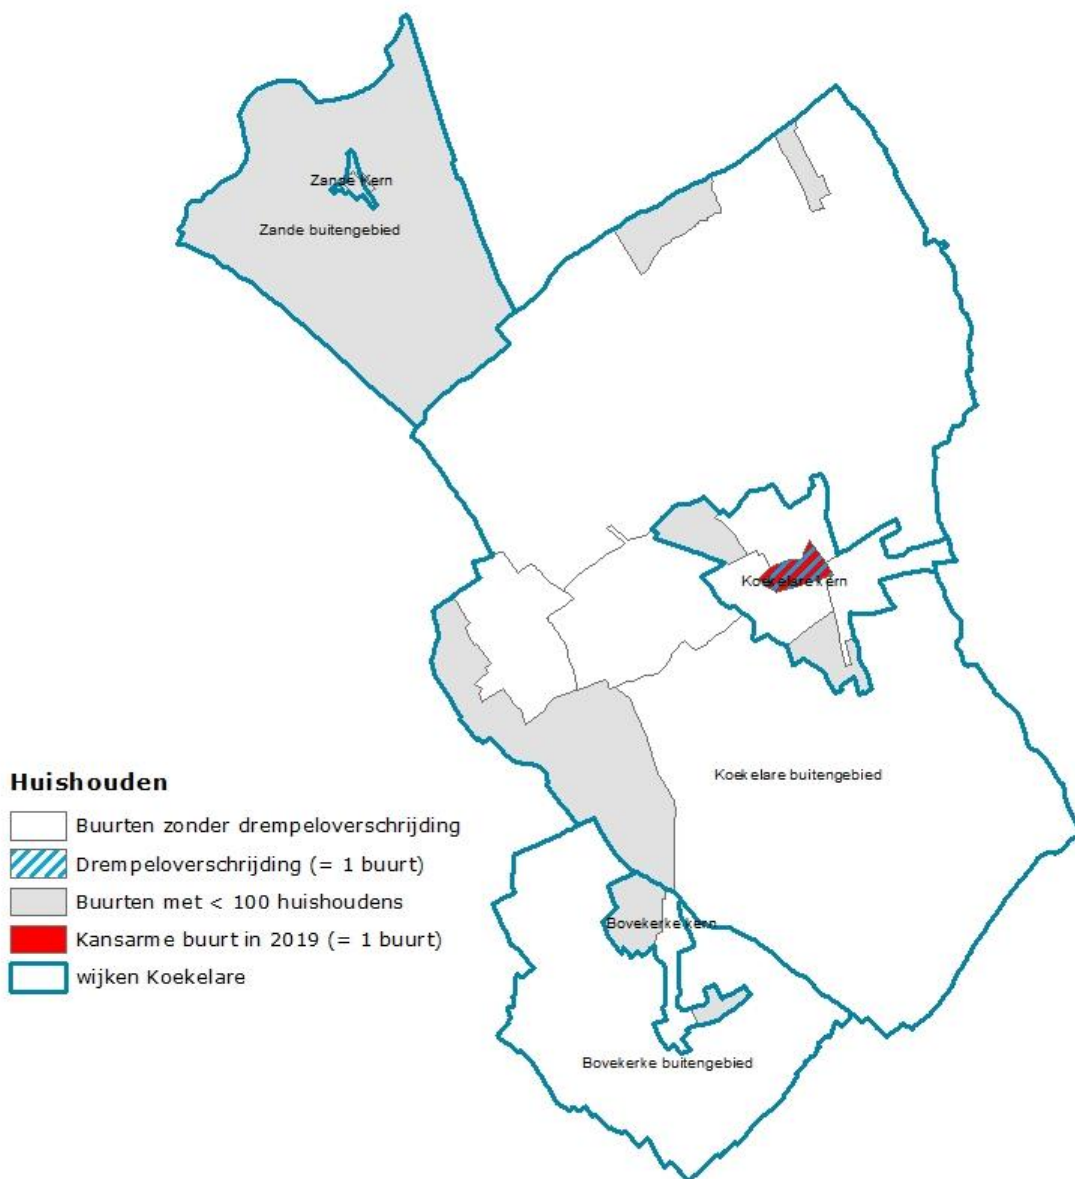 Zande Kern
Zande buitengebied
Koekelare kern
Koekelare buitengebied
Huishouden
Buurten zonder drempeloverschrijding
Drempeloverschrijding (= 1 buurt)
Buurten met < 100 huishoudens
Kansarme buurt in 2019 (= 1 buurt)
wijken Koekelare
Bovekerke kern
Bovekerke buitengebied